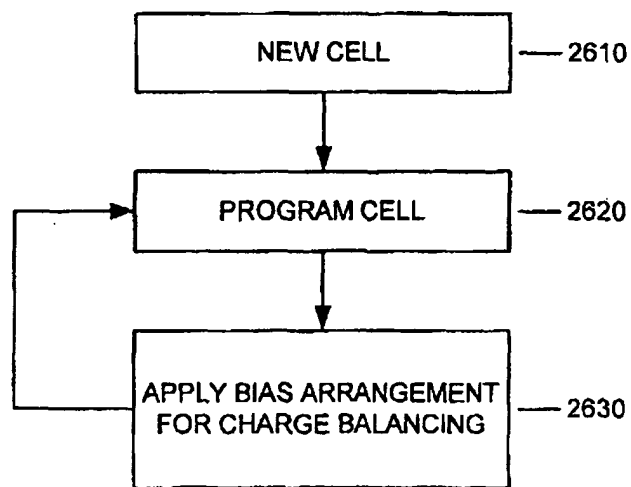 NEW CELL
2610
PROGRAM CELL
2620
APPLY BIAS ARRANGEMENT
FOR CHARGE BALANCING
2630